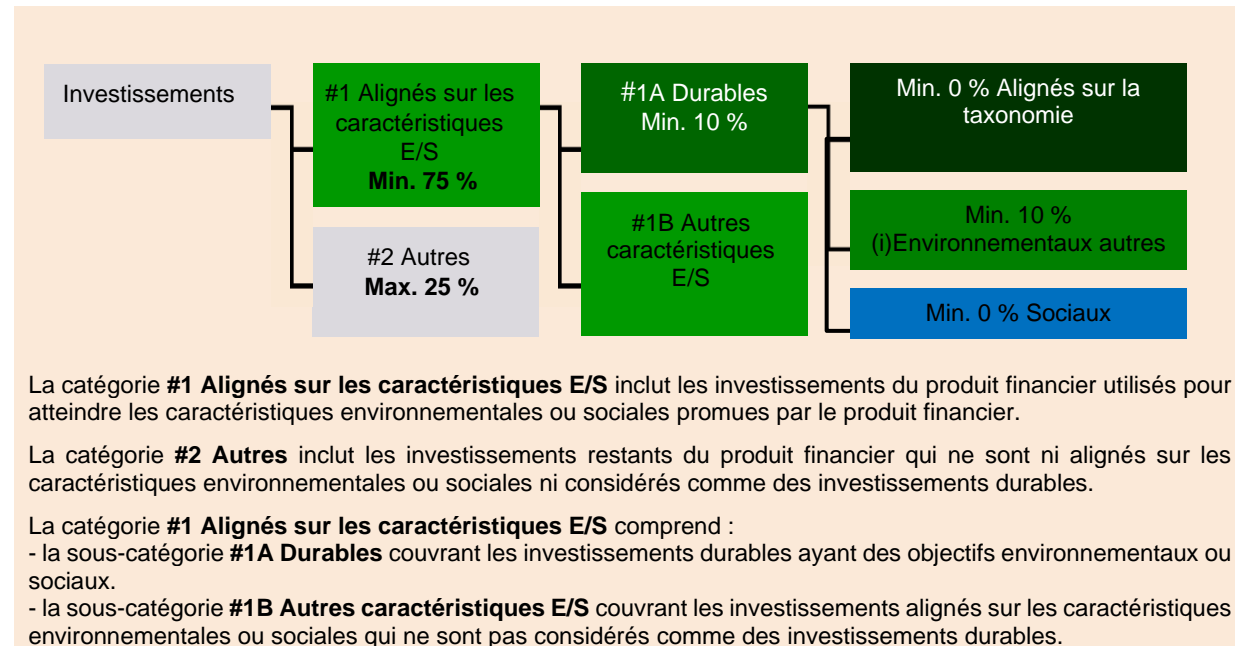 Investissements
#1 Alignés sur les
caractéristiques
E/S
Min. 75 %
#2 Autres
Max. 25 %
#1A Durables
Min. 10 %
#1B Autres
caractéristiques
E/S
Min. 0 % Alignés sur la
taxonomie
Min. 10 %
(i)Environnementaux autres
Min. 0 % Sociaux
La catégorie #1 Alignés sur les caractéristiques E/S inclut les investissements du produit financier utilisés pour
atteindre les caractéristiques environnementales ou sociales promues par le produit financier.
La catégorie #2 Autres inclut les investissements restants du produit financier qui ne sont ni alignés sur les
caractéristiques environnementales ou sociales ni considérés comme des investissements durables.
La catégorie #1 Alignés sur les caractéristiques E/S comprend :
- la sous-catégorie #1A Durables couvrant les investissements durables ayant des objectifs environnementaux ou
sociaux.
- la sous-catégorie #1B Autres caractéristiques E/S couvrant les investissements alignés sur les caractéristiques
environnementales ou sociales qui ne sont pas considérés comme des investissements durables.